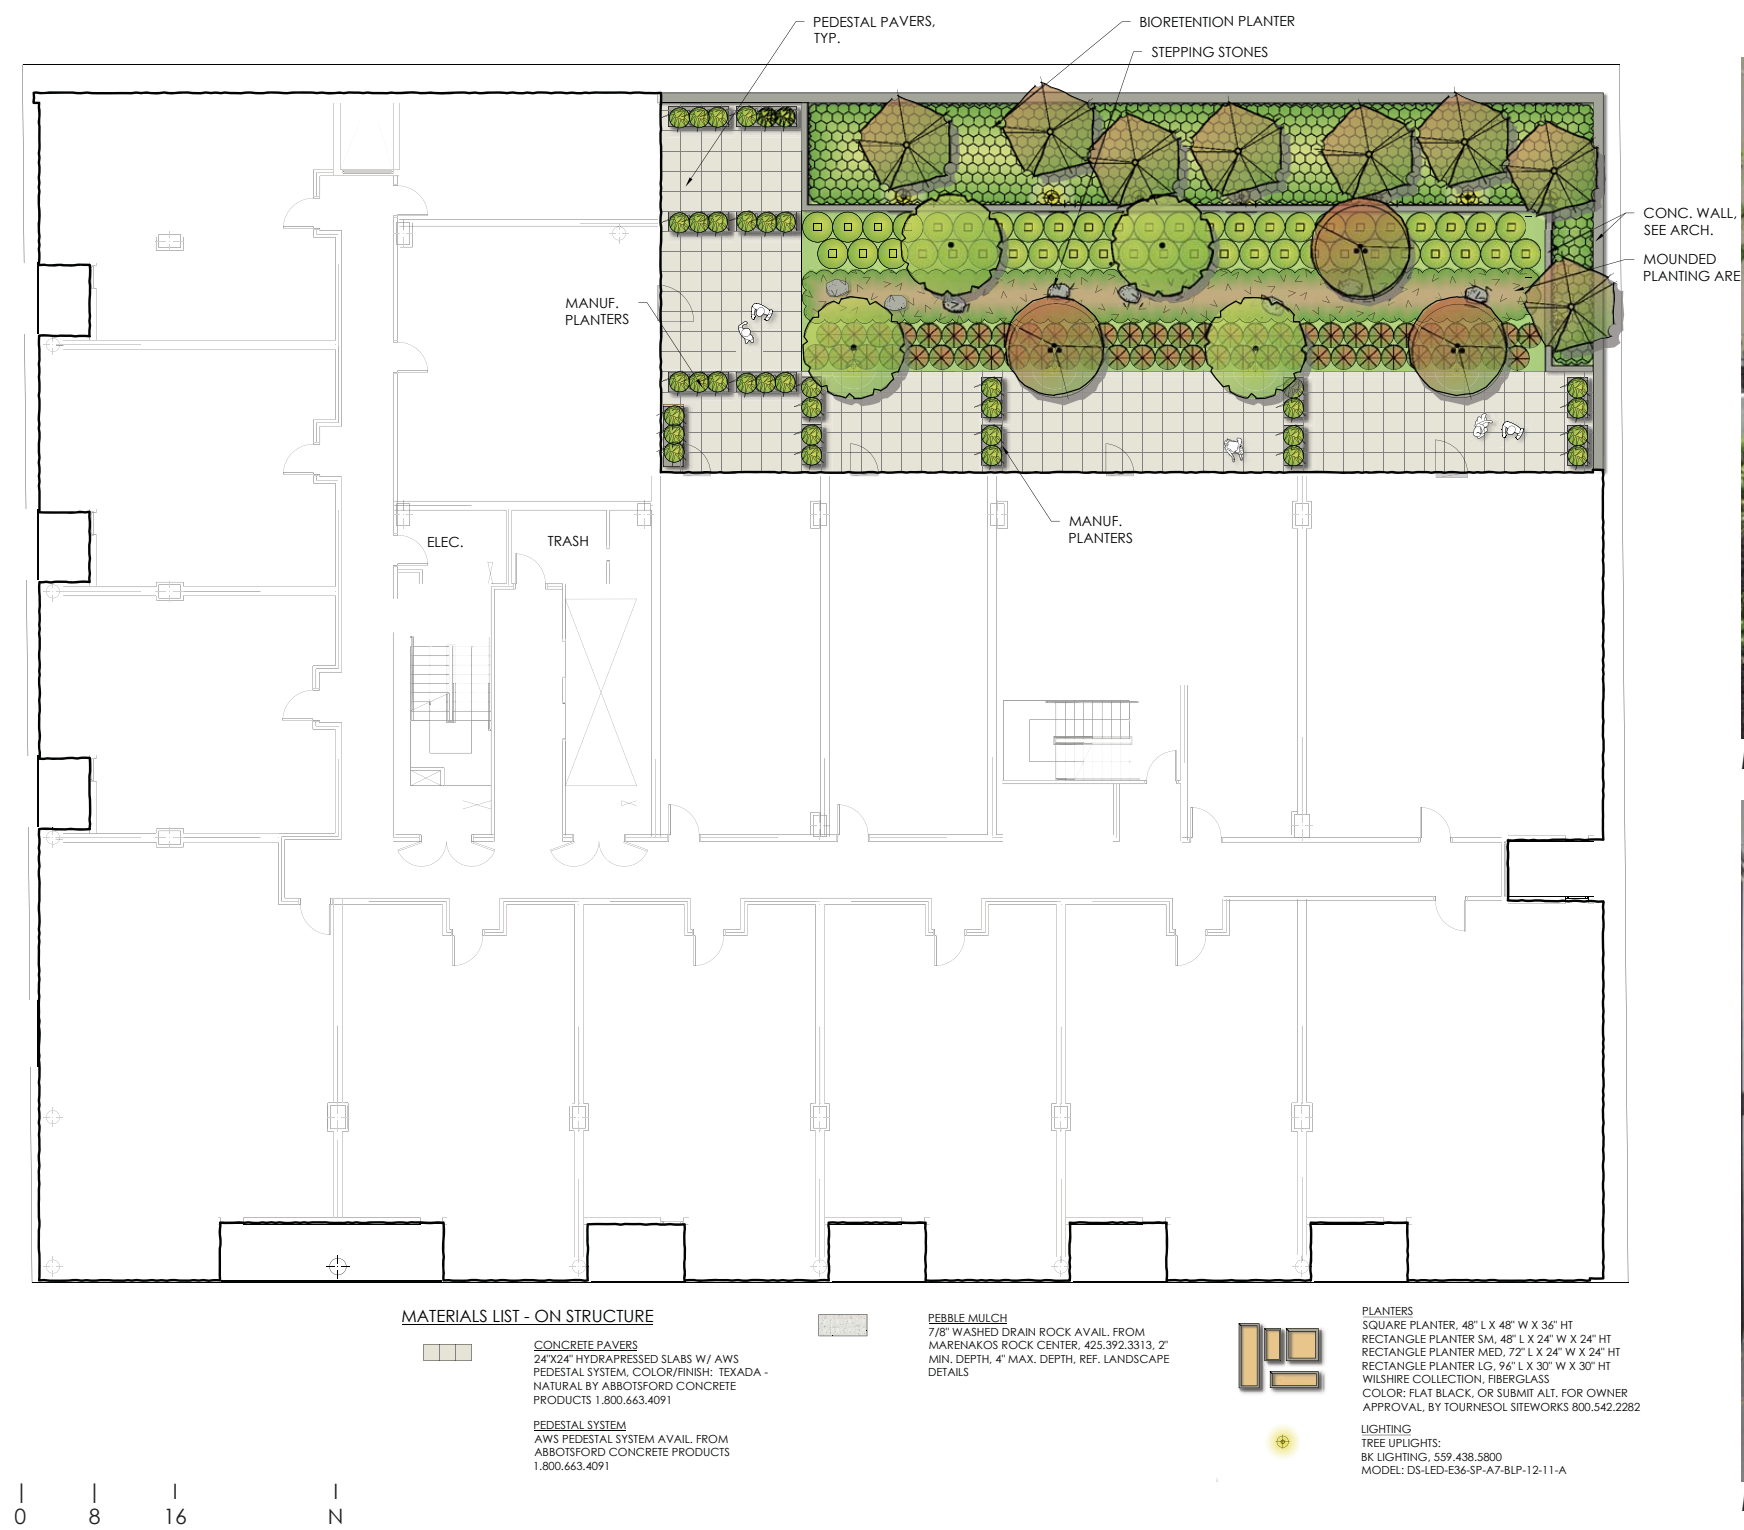 PEDESTAL PAVERS,
TYP.
BIORETENTION PLANTER
STEPPING STONES
CONC. WALL,
SEE ARCH.
MOUNDED
PLANTING ARE
MANUF.
PLANTERS
MANUF.
PLANTERS
ELEC.
TRASH
MATERIALS LIST - ON STRUCTURE
CONCRETE PAVERS
24"X24" HYDRAPRESSED SLABS W/ AWS
PEDESTAL SYSTEM, COLOR/FINISH: TEXADA -
NATURAL BY ABBOTSFORD CONCRETE
PRODUCTS 1.800.663.4091
PEDESTAL SYSTEM
AWS PEDESTAL SYSTEM AVAIL. FROM
ABBOTSFORD CONCRETE PRODUCTS
1.800.663.4091
PEBBLE MULCH
7/8" WASHED DRAIN ROCK AVAIL. FROM
MARENAKOS ROCK CENTER, 425.392.3313, 2"
MIN. DEPTH, 4" MAX. DEPTH, REF. LANDSCAPE
DETAILS
PLANTERS
SQUARE PLANTER, 48" L X 48" W X 36" HT
RECTANGLE PLANTER SM, 48" L X 24" W X 24" HT
RECTANGLE PLANTER MED, 72" L X 24" W X 24" HT
RECTANGLE PLANTER LG, 96" L X 30" W X 30" HT
WILSHIRE COLLECTION, FIBERGLASS
COLOR: FLAT BLACK, OR SUBMIT ALT. FOR OWNER
APPROVAL, BY TOURNESOL SITEWORKS 800.542.2282
LIGHTING
TREE UPLIGHTS:
BK LIGHTING, 559.438.5800
MODEL: DS-LED-E36-SP-A7-BLP-12-11-A
0 8 16 N